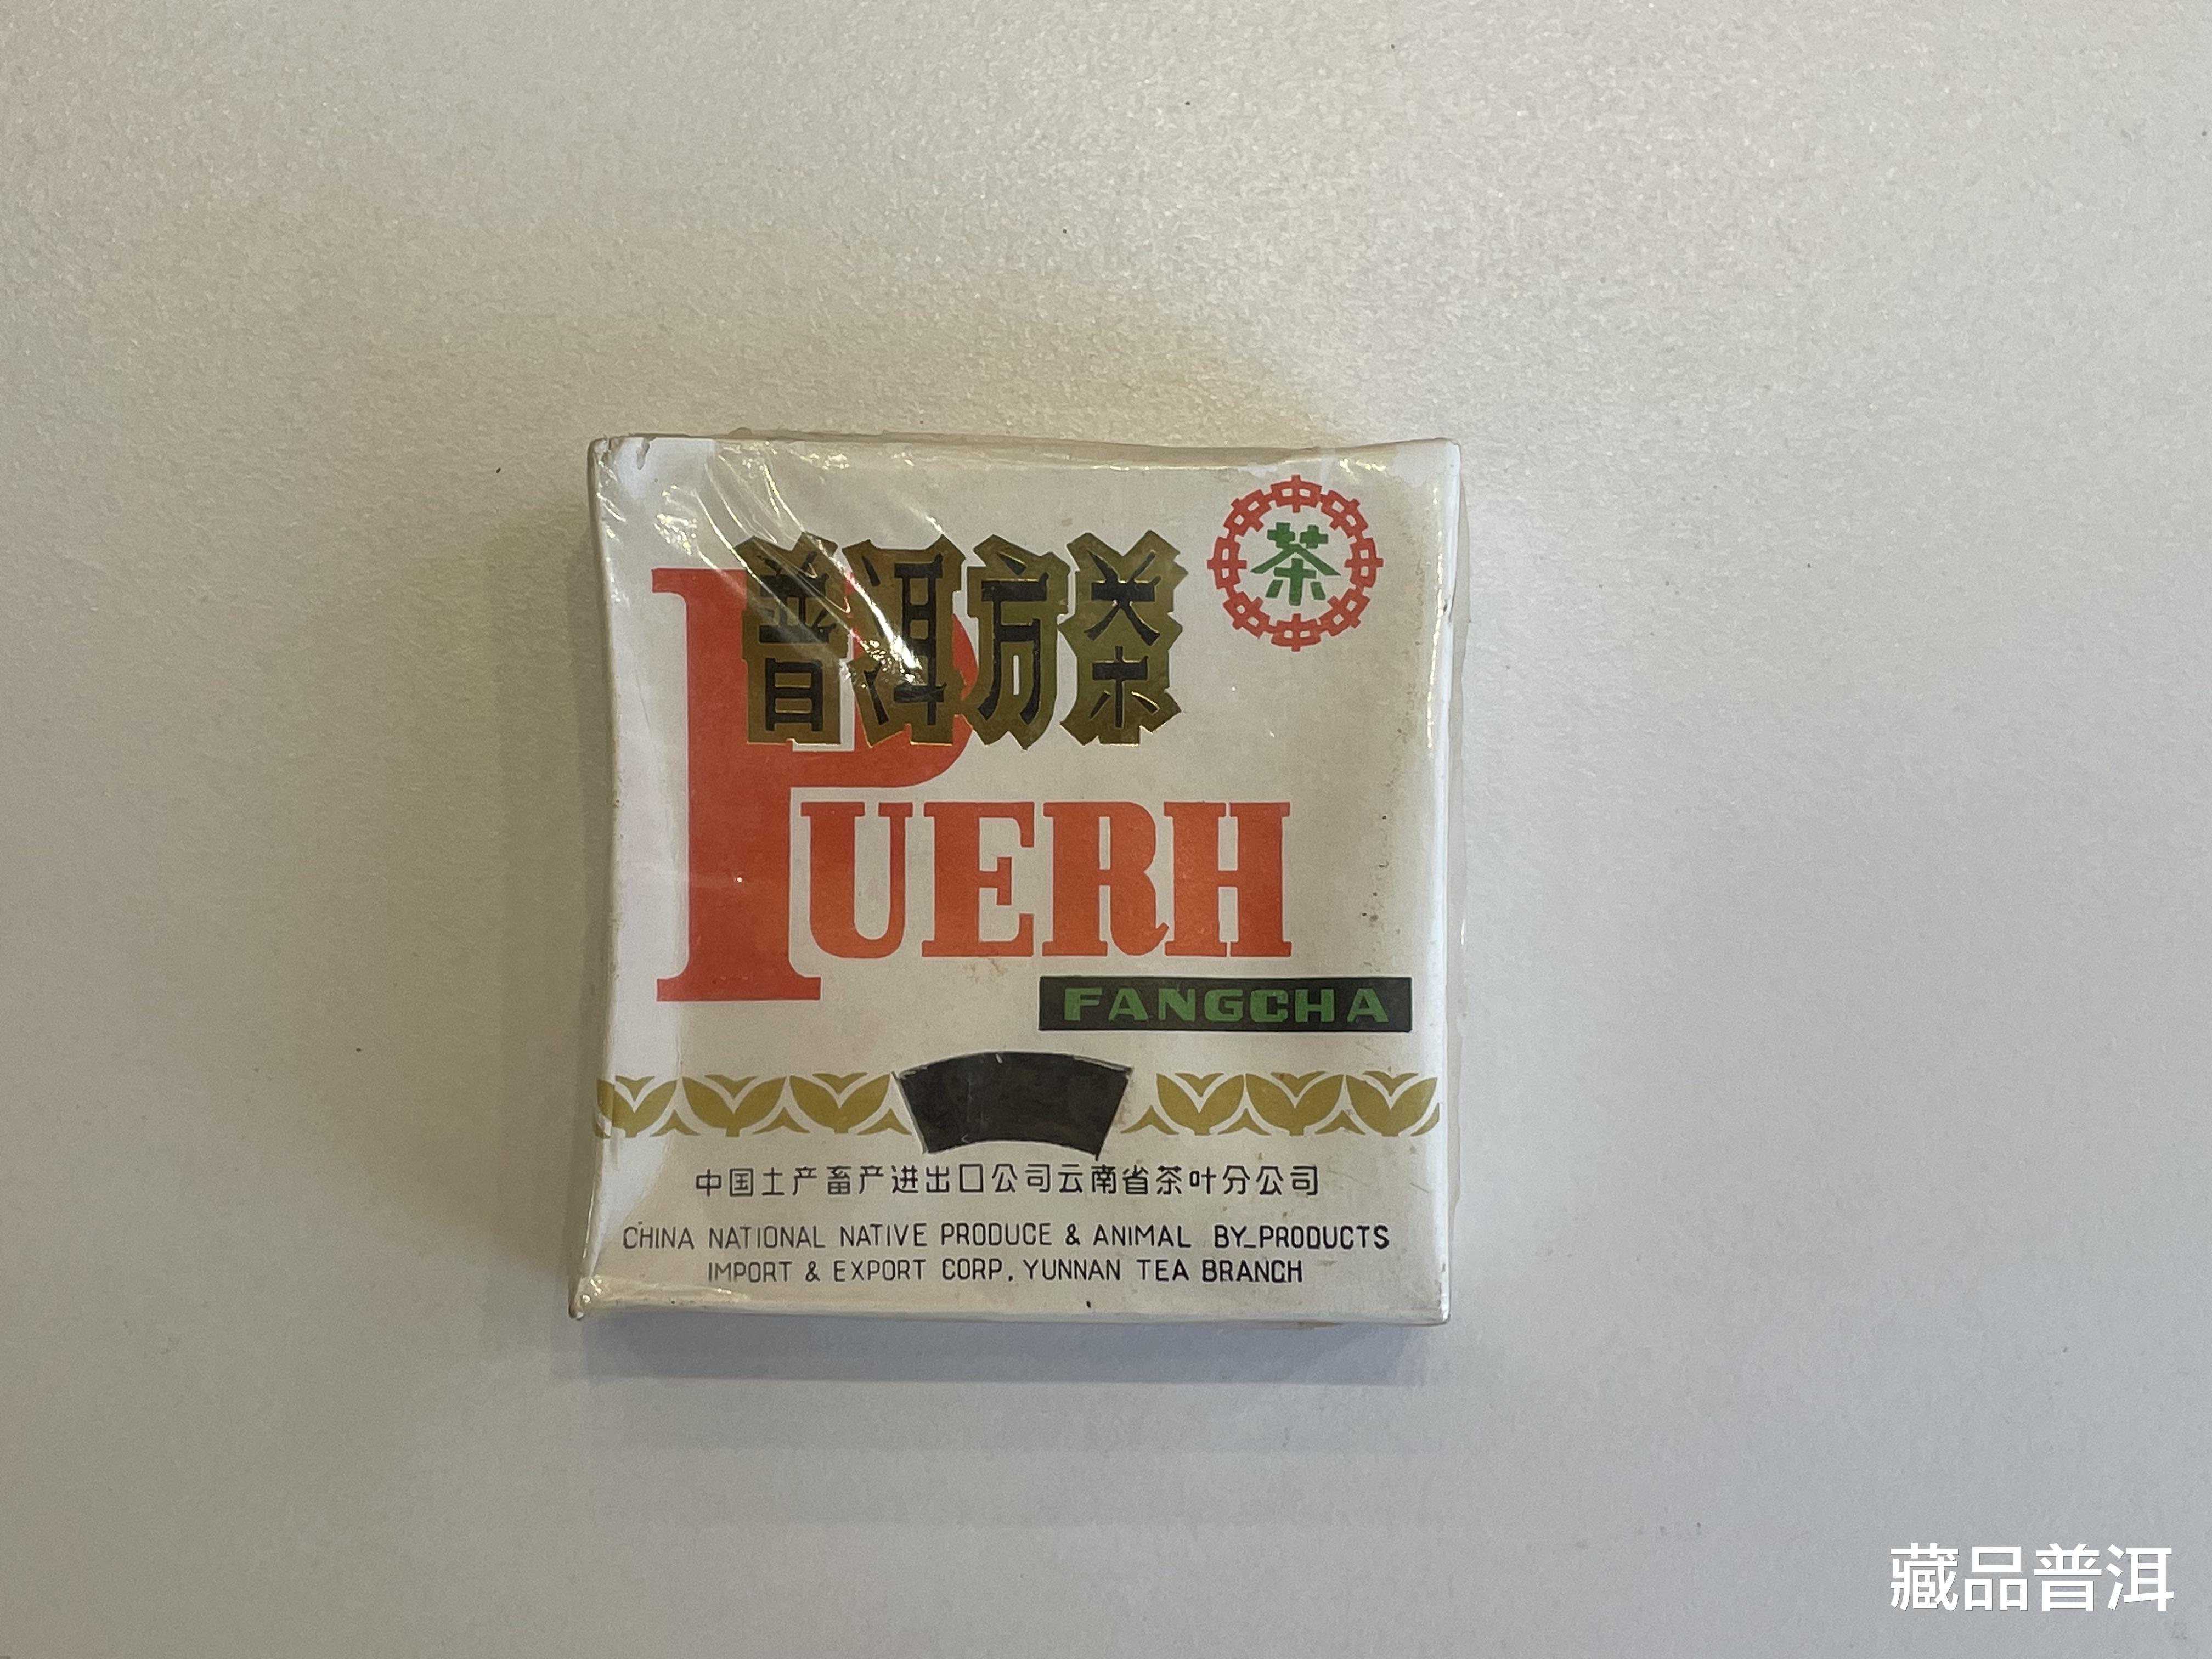 普洱方茶
茶
PUERH
FANGCHA
中国土产畜产进出口公司云南省茶叶分公司
CHINA NATIONAL NATIVE PRODUCE & ANIMAL BY-PRODUCTS
IMPORT & EXPORT CORP. YUNNAN TEA BRANCH
藏品普洱